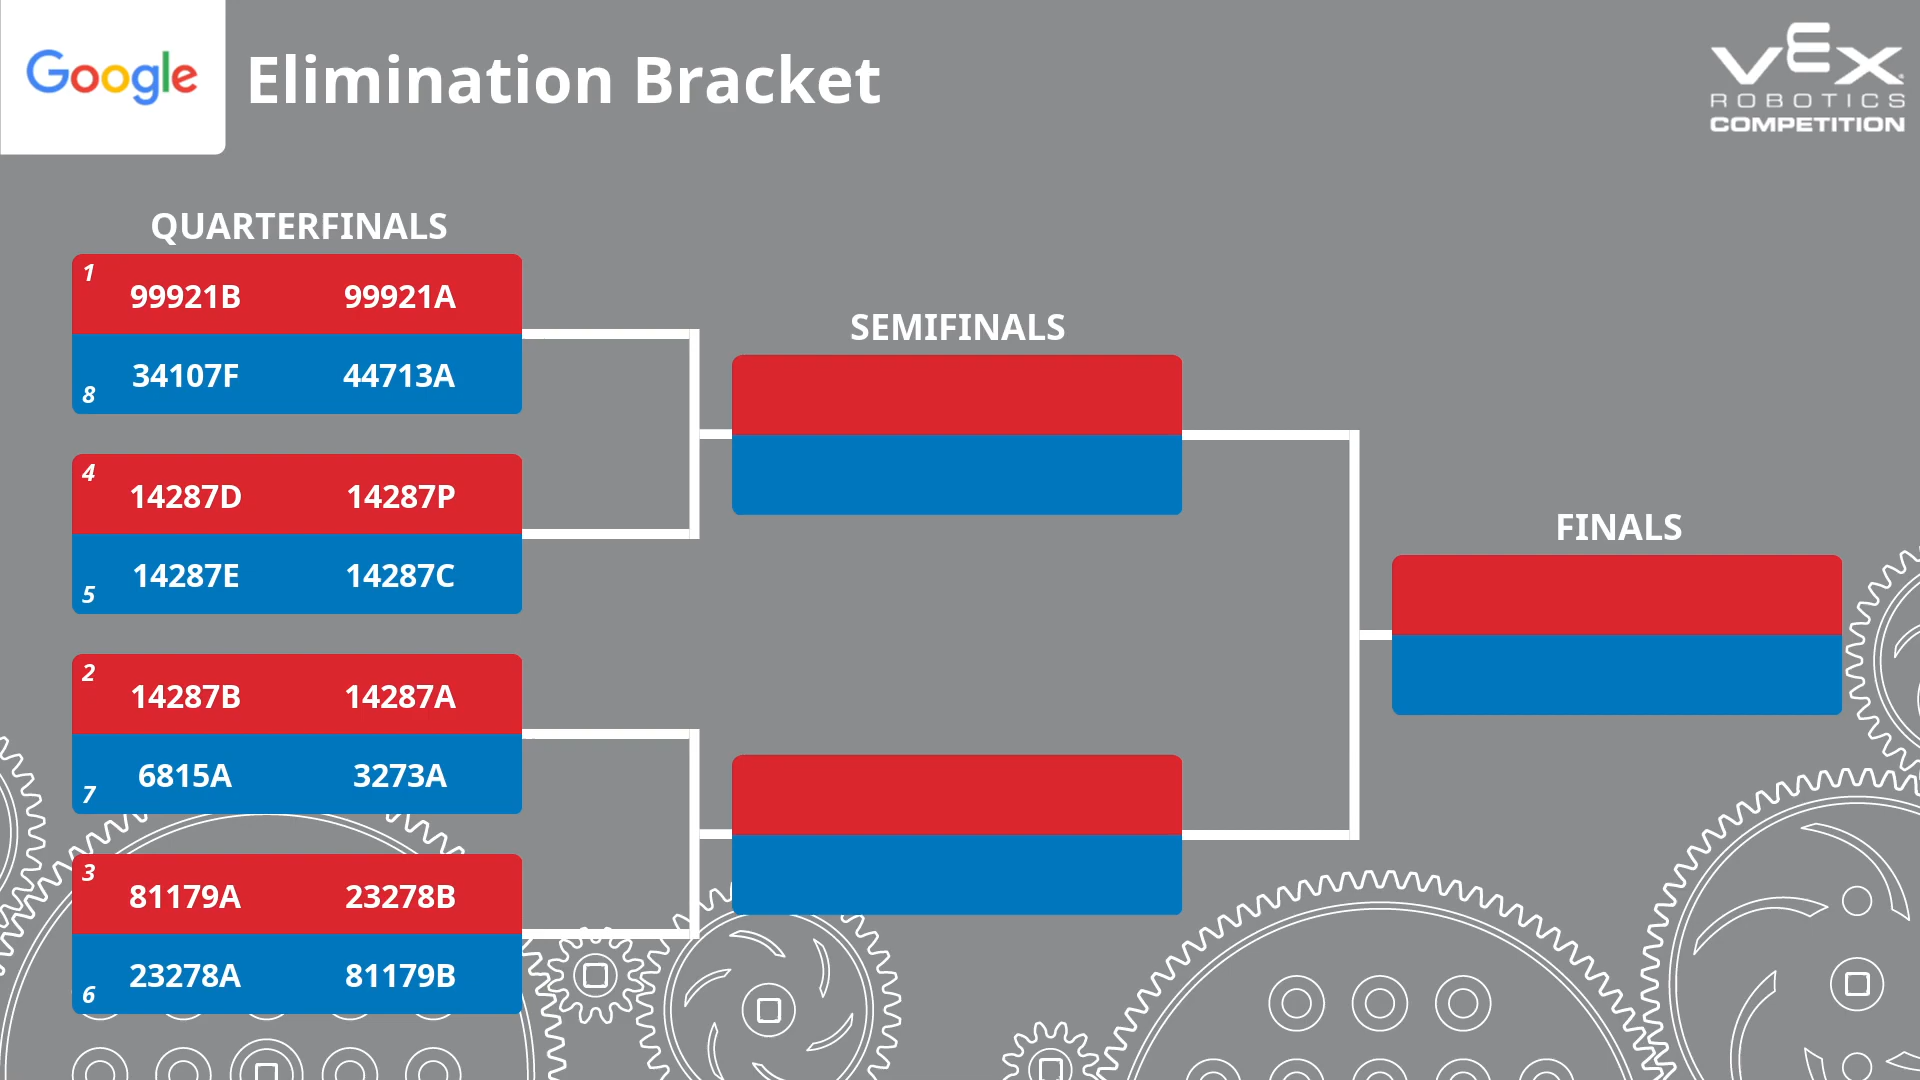 Google Elimination Bracket
VEX
ROBOTICS
COMPETITION
QUARTERFINALS
1
99921B 99921A
34107F 44713A
8
4
14287D 14287P
14287E 14287C
5
2
14287B 14287A
6815A 3273A
7
3
81179A 23278B
23278A 81179B
6
SEMIFINALS
FINALS